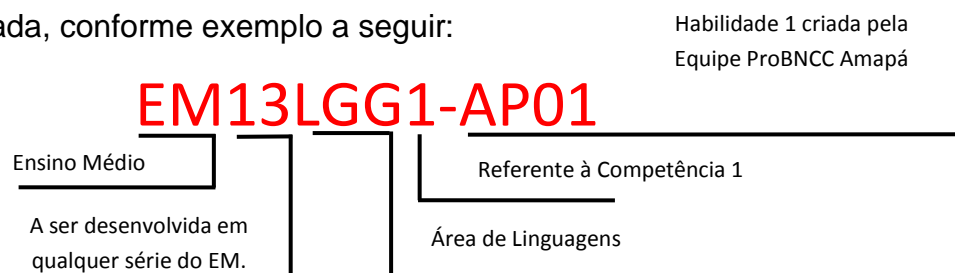 ada, conforme exemplo a seguir:
Habilidade 1 criada pela
Equipe ProBNCC Amapá
EM13LGG1-AP01
Ensino Médio
Referente à Competência 1
A ser desenvolvida em
qualquer série do EM.
Área de Linguagens